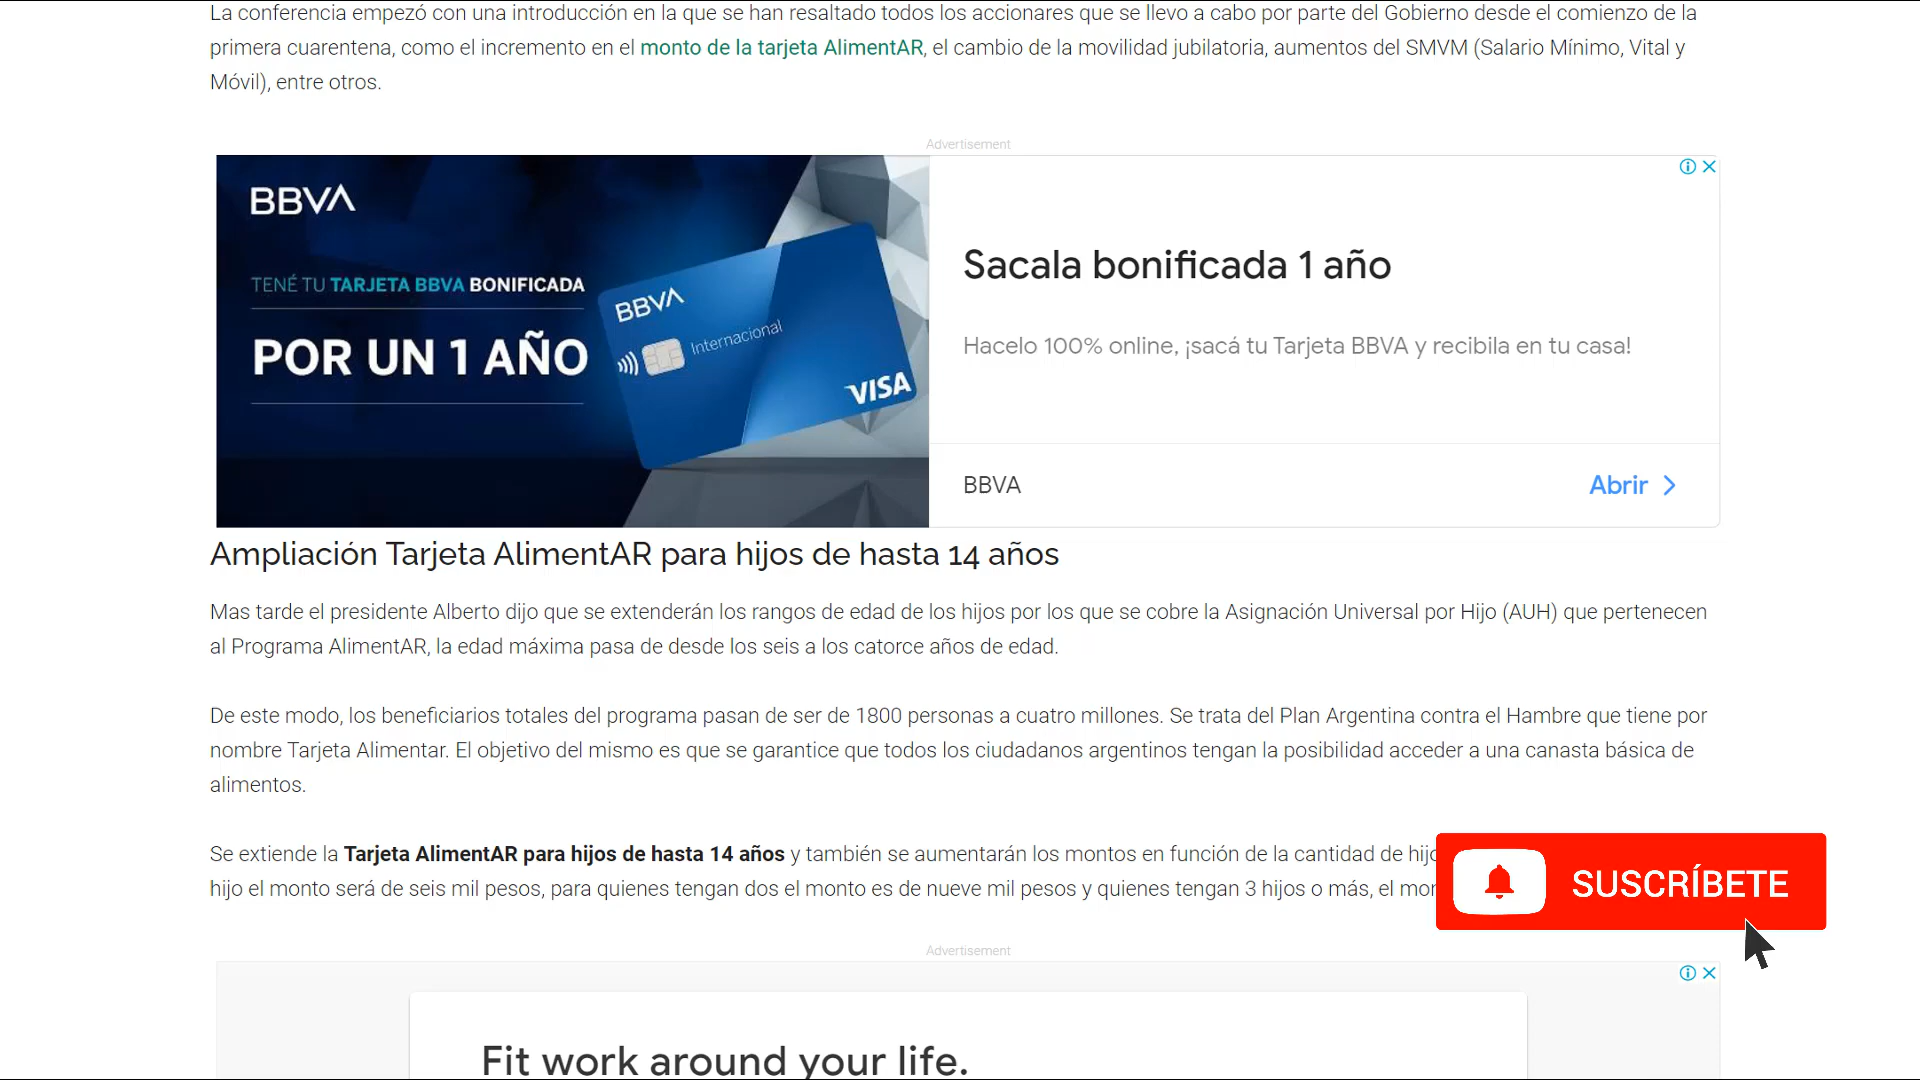 La conferencia empezó con una introducción en la que se han resaltado todos los accionares que se llevo a cabo por parte del Gobierno desde el comienzo de la
primera cuarentena, como el incremento en el monto de la tarjeta AlimentAR, el cambio de la movilidad jubilatoria, aumentos del SMVM (Salario Mínimo, Vital y
Móvil), entre otros.
Advertisement
BBVA
TENÉ TU TARJETA BBVA BONIFICADA
POR UN 1 AÑO
BBVA
Internacional
VISA
Sacala bonificada 1 año
Hacelo 100% online, ¡sacá tu Tarjeta BBVA y recibila en tu casa!
BBVA
Abrir
Ampliación Tarjeta AlimentAR para hijos de hasta 14 años
Mas tarde el presidente Alberto dijo que se extenderán los rangos de edad de los hijos por los que se cobre la Asignación Universal por Hijo (AUH) que pertenecen
al Programa AlimentAR, la edad máxima pasa de desde los seis a los catorce años de edad.
De este modo, los beneficiarios totales del programa pasan de ser de 1800 personas a cuatro millones. Se trata del Plan Argentina contra el Hambre que tiene por
nombre Tarjeta Alimentar. El objetivo del mismo es que se garantice que todos los ciudadanos argentinos tengan la posibilidad acceder a una canasta básica de
alimentos.
Se extiende la Tarjeta AlimentAR para hijos de hasta 14 años y también se aumentarán los montos en función de la cantidad de
hijo el monto será de seis mil pesos, para quienes tengan dos el monto es de nueve mil pesos y quienes tengan 3 hijos o más, el
SUSCRÍBETE
Advertisement
Fit work around your life.